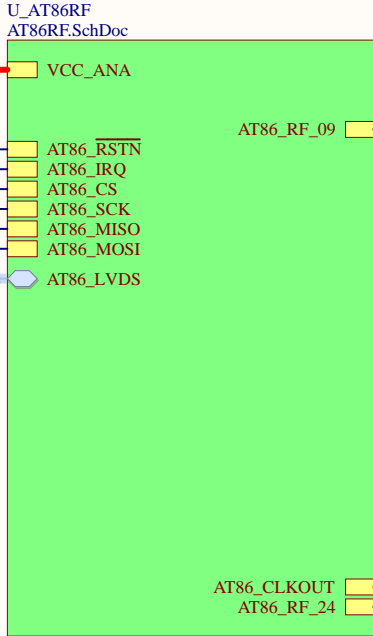 U_AT86RF
AT86RF.SchDoc
VCC_ANA
AT86_RF_09
AT86_RSTN
AT86_IRQ
AT86_CS
AT86_SCK
AT86_MISO
AT86_MOSI
AT86_LVDS
AT86_CLKOUT
AT86_RF_24